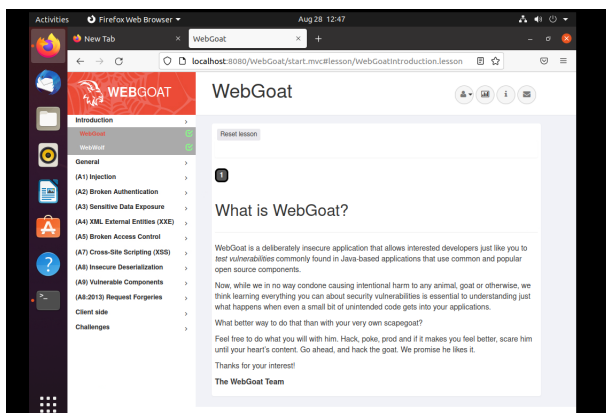 Activities
Firefox Web Browser
Aug 28 12:47
New Tab
WebGoat
localhost:8080/WebGoat/start.mvc#lesson/WebGoatIntroduction.lesson
WEBGOAT
WebGoat
Introduction
WebGoat
WebWolf
General
(A1) Injection
(A2) Broken Authentication
(A3) Sensitive Data Exposure
(A4) XML External Entities (XXE)
(A5) Broken Access Control
(A7) Cross-Site Scripting (XSS)
(A8) Insecure Deserialization
(A9) Vulnerable Components
(A8:2013) Request Forgeries
Client side
Challenges
Reset lesson
1
What is WebGoat?
WebGoat is a deliberately insecure application that allows interested developers just like you to
test vulnerabilities commonly found in Java-based applications that use common and popular
open source components.
Now, while we in no way condone causing intentional harm to any animal, goat or otherwise, we
think learning everything you can about security vulnerabilities is essential to understanding just
what happens when even a small bit of unintended code gets into your applications.
What better way to do that than with your very own scapegoat?
Feel free to do what you will with him. Hack, poke, prod and if it makes you feel better, scare him
until your heart's content. Go ahead, and hack the goat. We promise he likes it.
Thanks for your interest!
The WebGoat Team